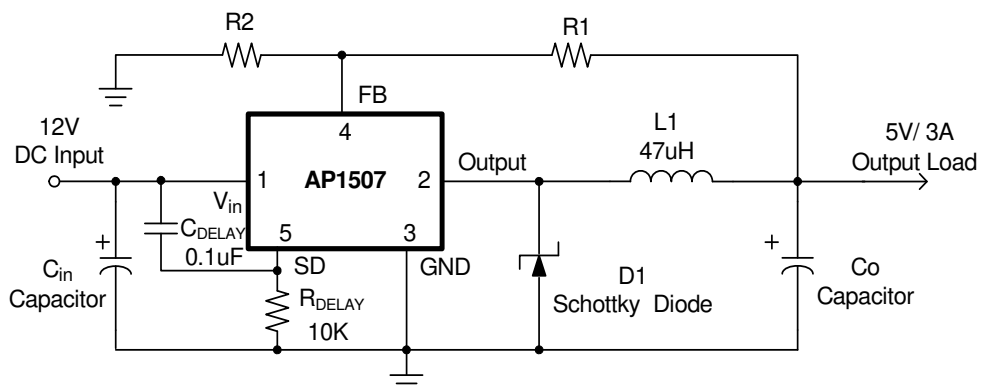 R2
R1
FB
4
12V
DC Input
L1
47uH
5V/ 3A
Output Load
Output
1
AP1507
2
Vin
CDELAY
0.1uF
5
SD
3
GND
Cin
Capacitor
+
RDELAY
10K
D1
Schottky Diode
+
Co
Capacitor